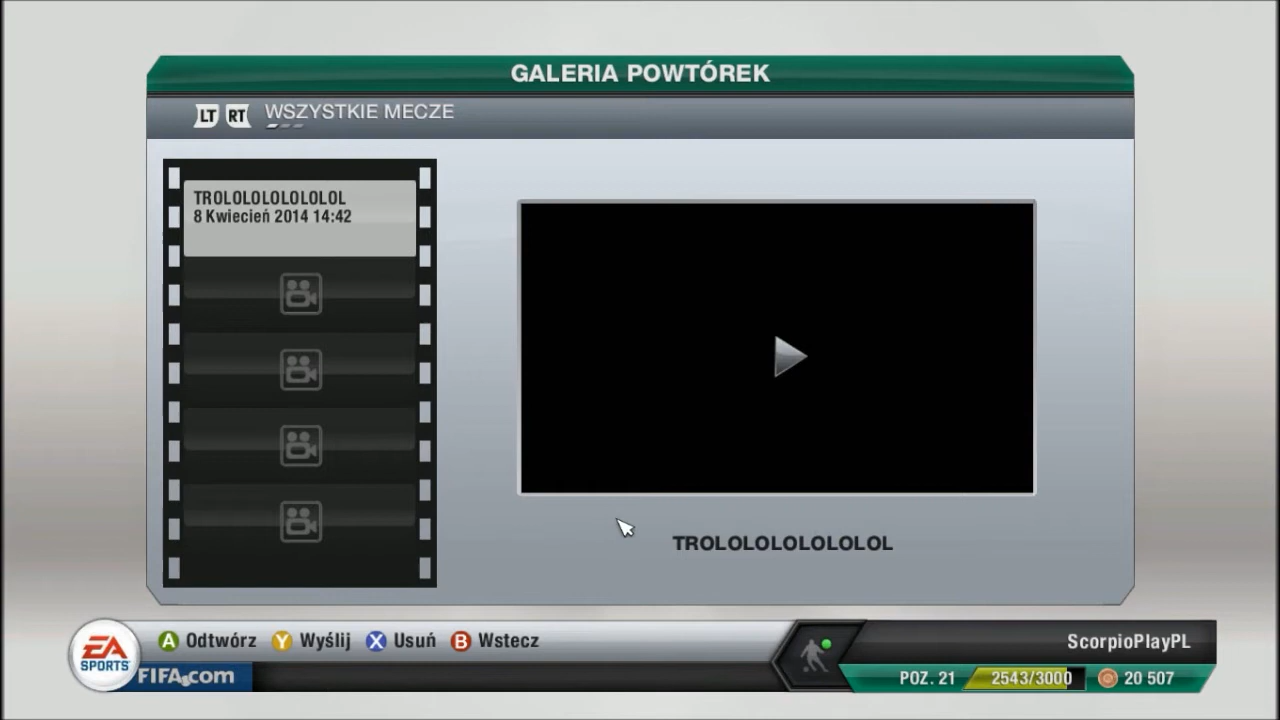 GALERIA POWTÓREK
LT RT WSZYSTKIE MECZE
TROLOLOLOLOLOLOL
8 Kwiecień 2014 14:42
TROLOLOLOLOLOLOL
A Odtwórz Y Wyślij X Usuń B Wstecz
ScorpioPlayPL
EA
SPORTS
FIFA.com
POZ. 21 2543/3000 20 507